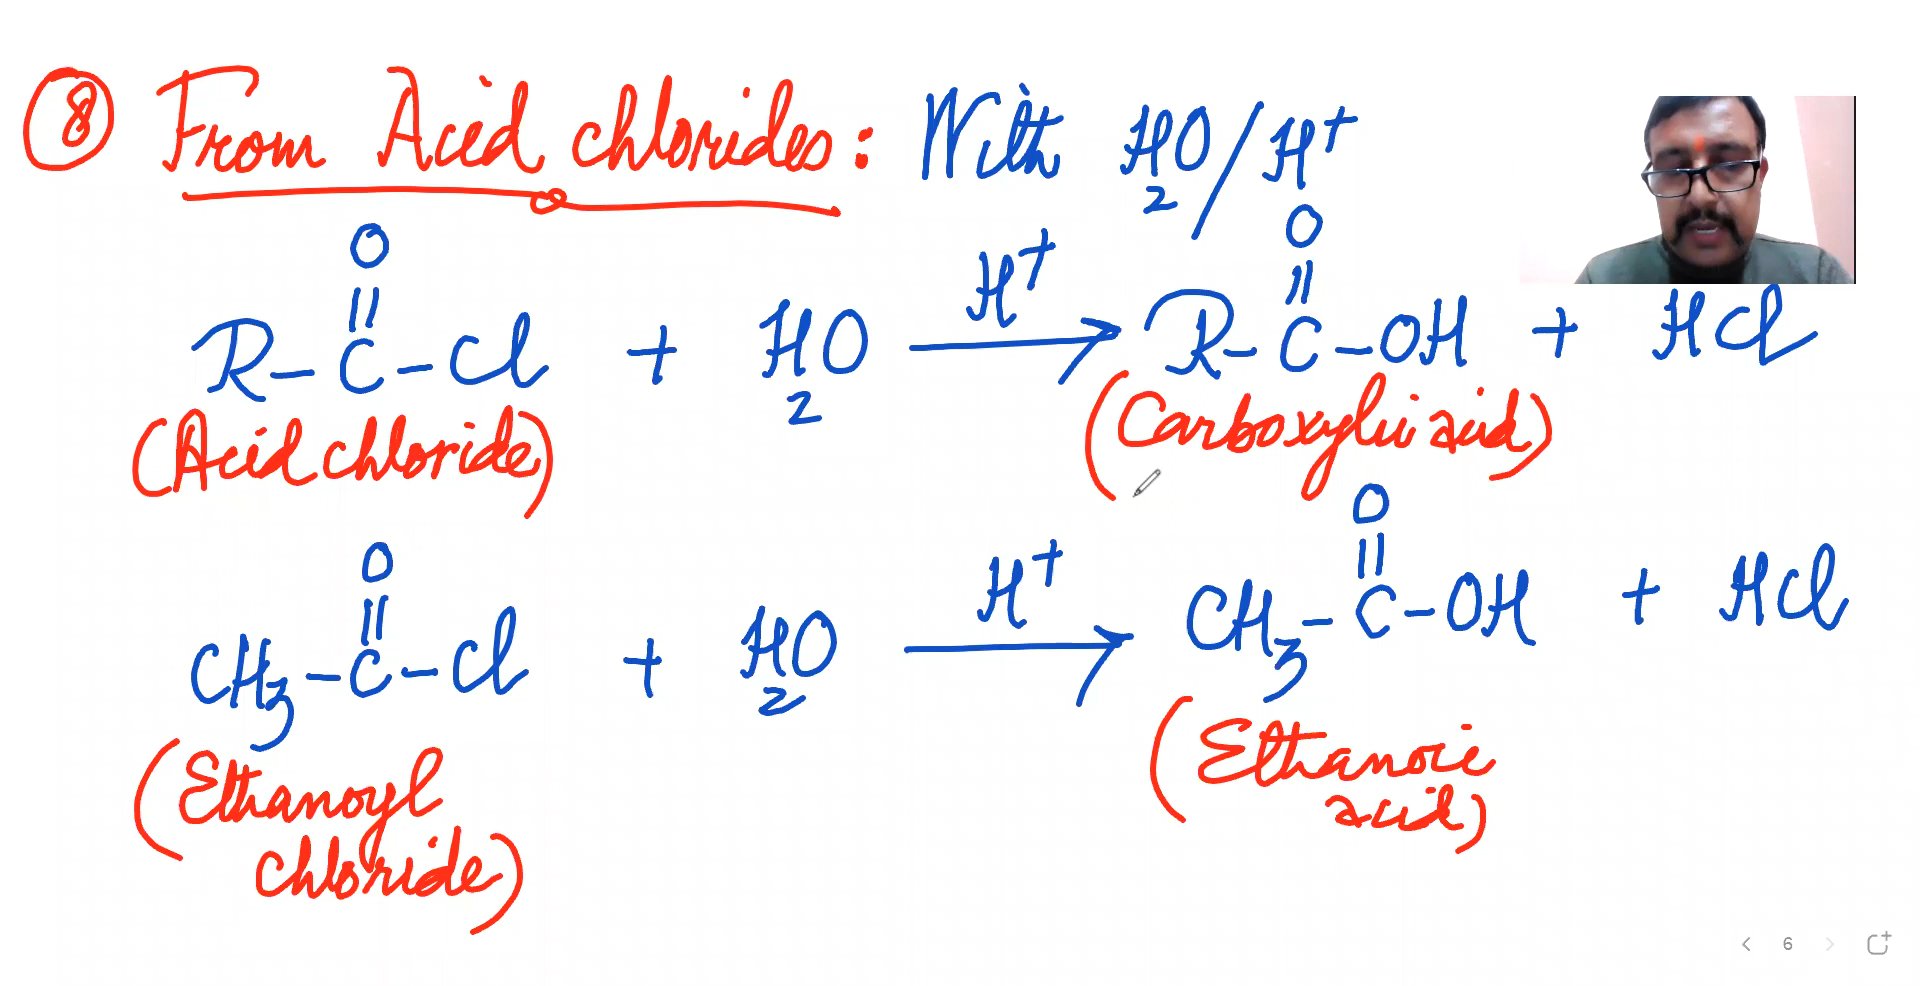 ⑧ From Acid chlorides: With H₂O/H⁺
O O
|| H⁺ ||
R-C-Cl + H₂O → R-C-OH + HCl
(Acid chloride) (Carboxylic acid)
O O
|| H⁺ ||
CH₃-C-Cl + H₂O → CH₃-C-OH + HCl
(Ethanoyl (Ethanoic
chloride) acid)
6